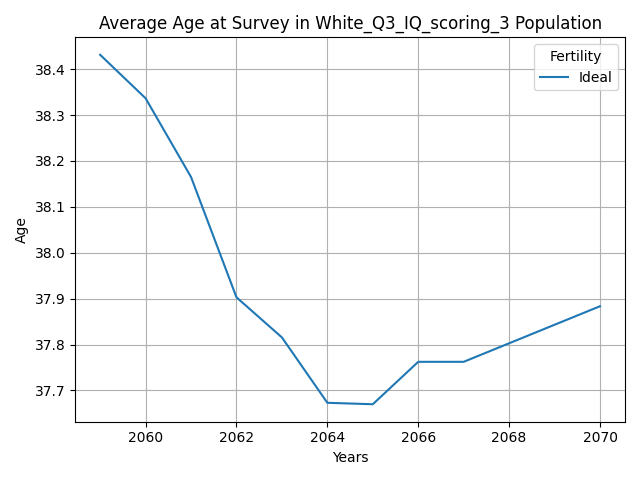 Average Age at Survey in White_Q3_IQ_scoring_3 Population
Fertility
Ideal
38.4
38.3
38.2
38.1
38.0
37.9
37.8
37.7
Age
2060
2062
2064
2066
2068
2070
Years